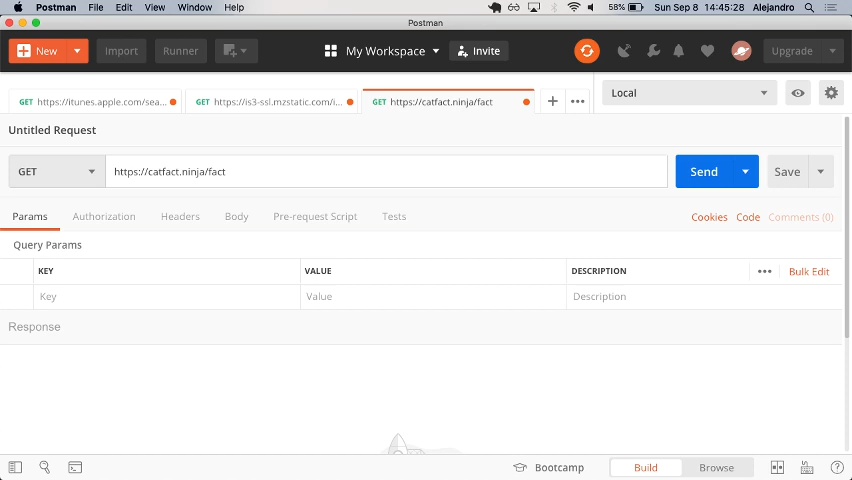 Postman File Edit View Window Help 58% Sun Sep 8 14:45:28 Alejandro
Postman
New Import Runner My Workspace Invite Upgrade
GET https://itunes.apple.com/sea... GET https://is3-ssl.mzstatic.com/i... GET https://catfact.ninja/fact Local
Untitled Request
GET https://catfact.ninja/fact Send Save
Params Authorization Headers Body Pre-request Script Tests Cookies Code Comments (0)
Query Params
KEY VALUE DESCRIPTION Bulk Edit
Key Value Description
Response
Bootcamp Build Browse